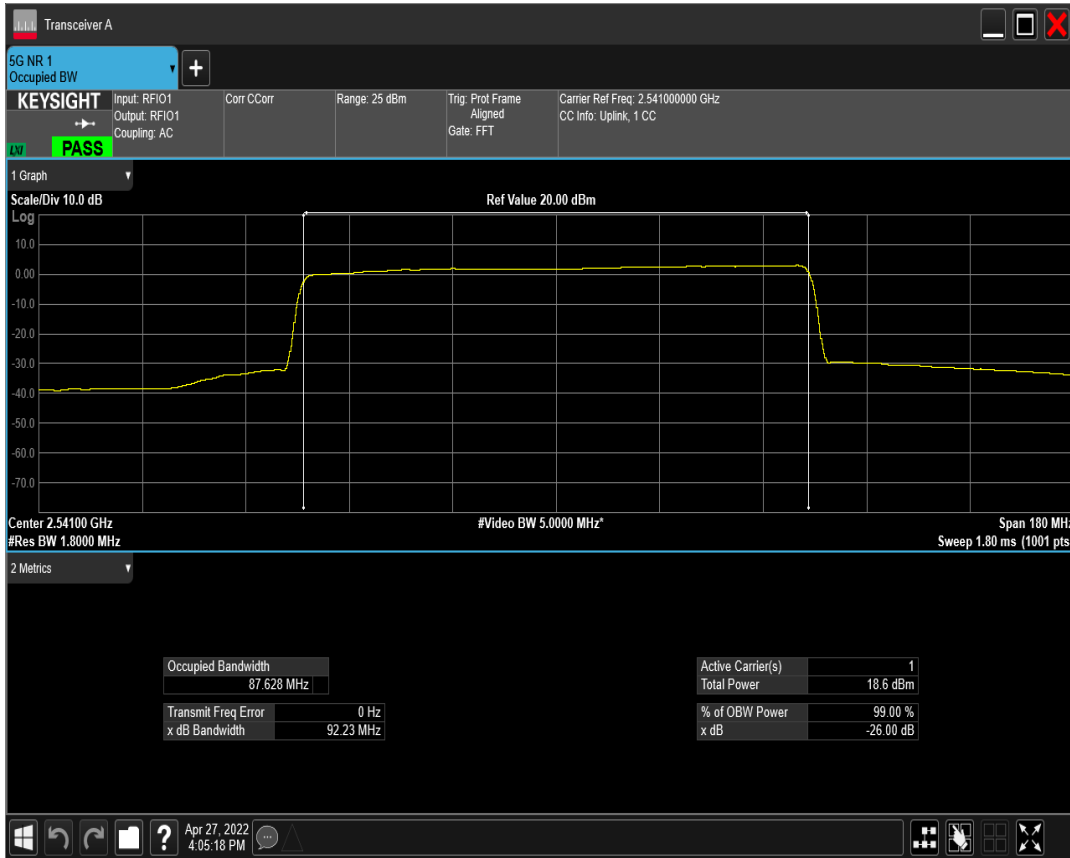 Transceiver A
5G NR 1
Occupied BW
KEYSIGHT
LXI
PASS
Input: RFIO1
Output: RFIO1
Coupling: AC
Corr CCorr
Range: 25 dBm
Trig: Prot Frame
Aligned
Gate: FFT
Carrier Ref Freq: 2.541000000 GHz
CC Info: Uplink, 1 CC
1 Graph
Scale/Div 10.0 dB
Ref Value 20.00 dBm
Log
10.0
0.00
-10.0
-20.0
-30.0
-40.0
-50.0
-60.0
-70.0
Center 2.54100 GHz
#Video BW 5.0000 MHz*
Span 180 MHz
#Res BW 1.8000 MHz
Sweep 1.80 ms (1001 pts
2 Metrics
Occupied Bandwidth
87.628 MHz
Transmit Freq Error 0 Hz
x dB Bandwidth 92.23 MHz
Active Carrier(s) 1
Total Power 18.6 dBm
% of OBW Power 99.00 %
x dB -26.00 dB
?
Apr 27, 2022
4:05:18 PM